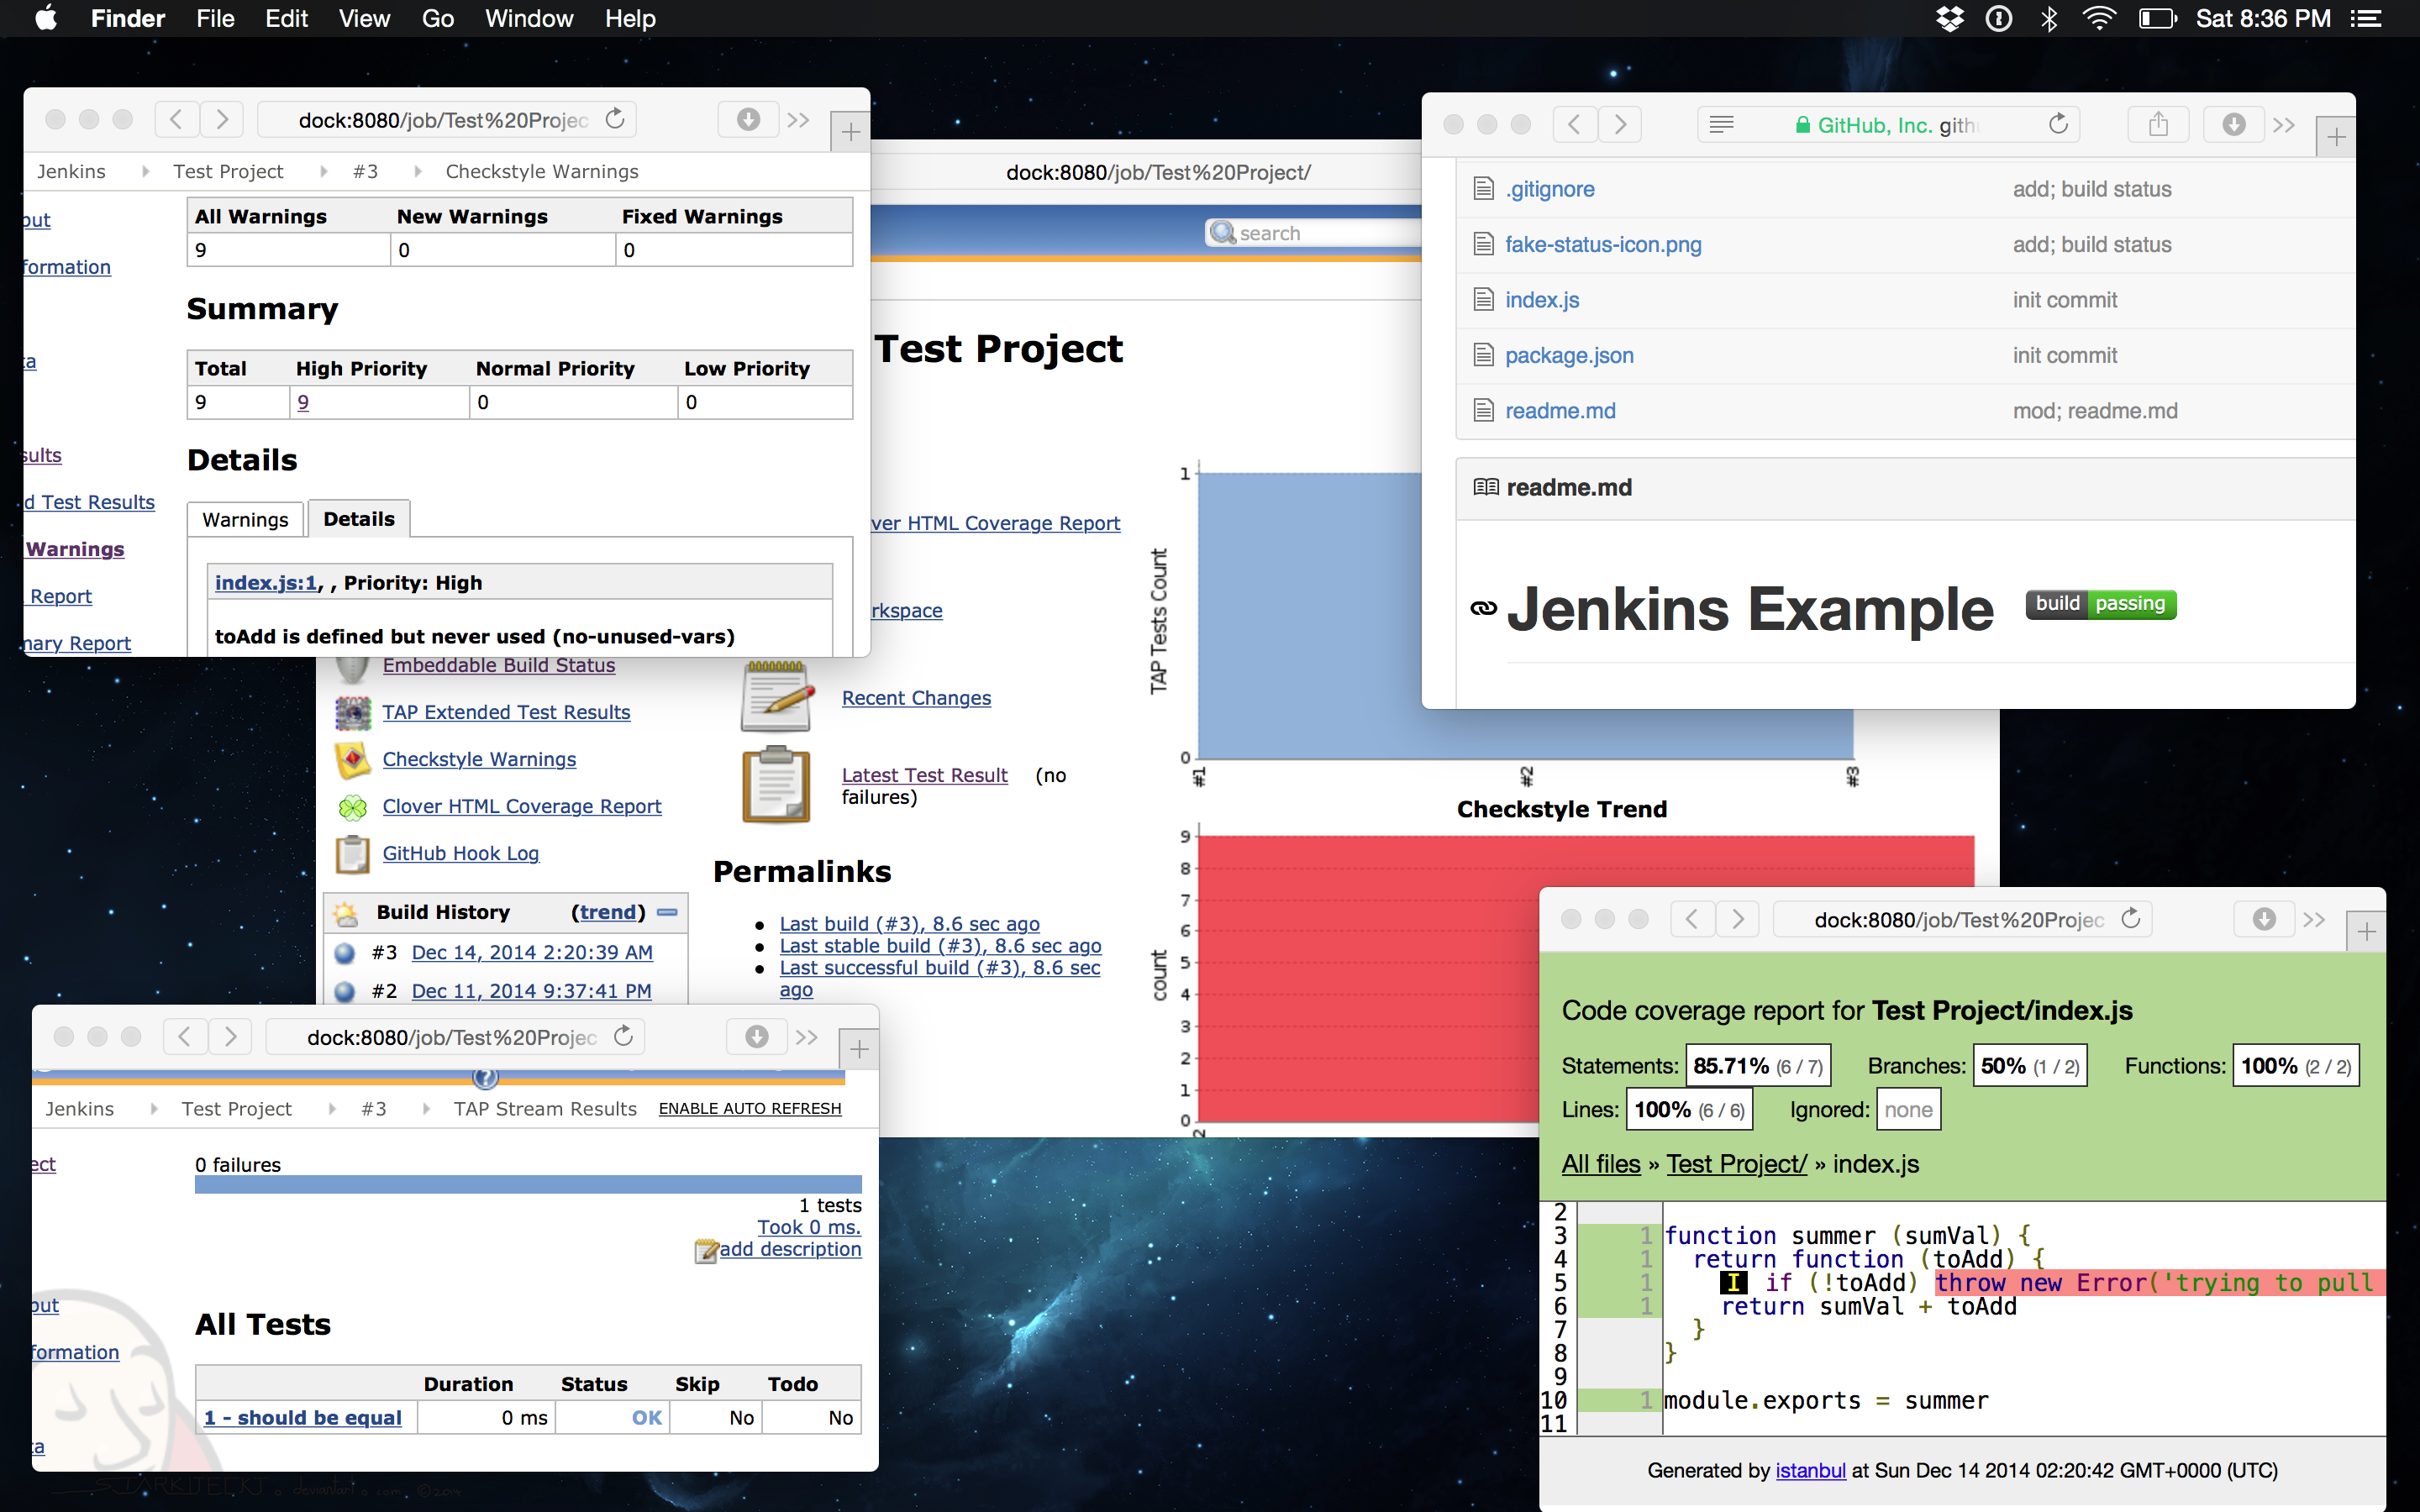 Finder File Edit View Go Window Help
Sat 8:36 PM
dock:8080/job/Test%20Projec
Jenkins Test Project #3 Checkstyle Warnings
All Warnings New Warnings Fixed Warnings
9 0 0
Summary
Total High Priority Normal Priority Low Priority
9 9 0 0
Details
Warnings Details
index.js:1, , Priority: High
toAdd is defined but never used (no-unused-vars)
out
formation
ta
sults
d Test Results
Warnings
Report
mary Report
dock:8080/job/Test%20Project/
search
Test Project
ver HTML Coverage Report
rkspace
Embeddable Build Status
TAP Extended Test Results
Checkstyle Warnings
Clover HTML Coverage Report
GitHub Hook Log
Recent Changes
Latest Test Result (no
failures)
Build History (trend)
#3 Dec 14, 2014 2:20:39 AM
#2 Dec 11, 2014 9:37:41 PM
Permalinks
Last build (#3), 8.6 sec ago
Last stable build (#3), 8.6 sec ago
Last successful build (#3), 8.6 sec
ago
1
TAP Tests Count
0
#1 #2 #3
Checkstyle Trend
9
8
7
6
5
4
3
2
1
0
count
2
GitHub, Inc. gith
.gitignore add; build status
fake-status-icon.png add; build status
index.js init commit
package.json init commit
readme.md mod; readme.md
readme.md
Jenkins Example build passing
dock:8080/job/Test%20Projec
Jenkins Test Project #3 TAP Stream Results ENABLE AUTO REFRESH
ect
out
formation
ta
0 failures
1 tests
Took 0 ms.
add description
All Tests
Duration Status Skip Todo
1 - should be equal 0 ms OK No No
dock:8080/job/Test%20Projec
Code coverage report for Test Project/index.js
Statements: 85.71% (6 / 7) Branches: 50% (1 / 2) Functions: 100% (2 / 2)
Lines: 100% (6 / 6) Ignored: none
All files » Test Project/ » index.js
2
3 1 function summer (sumVal) {
4 1 return function (toAdd) {
5 1 I if (!toAdd) throw new Error('trying to pull
6 1 return sumVal + toAdd
7 }
8 }
9
10 1 module.exports = summer
11
Generated by istanbul at Sun Dec 14 2014 02:20:42 GMT+0000 (UTC)